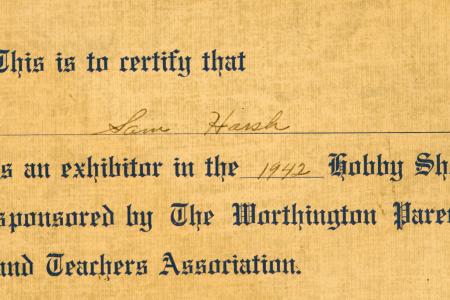 This is to certify that
Sam Harsh
s an exhibitor in the 1942 Hobby Sh
sponsored by The Worthington Paren
and Teachers Association.